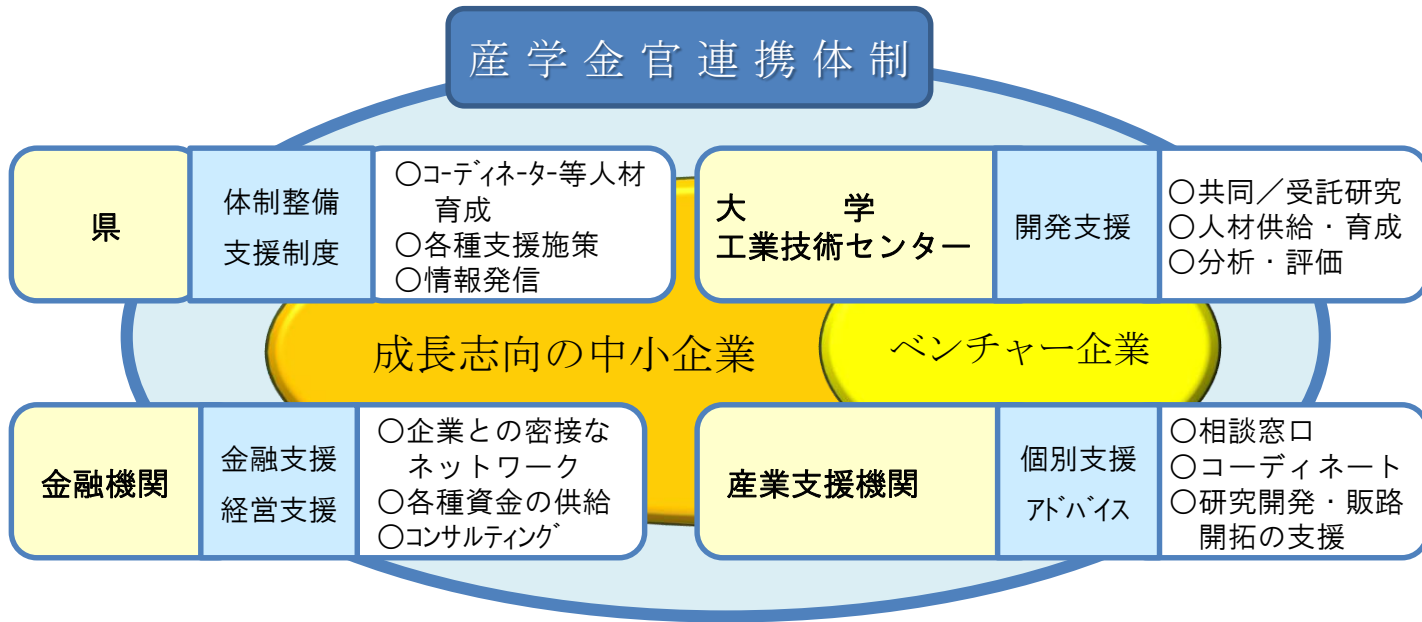 産学金官連携体制
県
体制整備
支援制度
○ｺｰﾃﾞｨﾈｰﾀｰ等人材
育成
○各種支援施策
○情報発信
大　　学
工業技術センター
開発支援
○共同／受託研究
○人材供給・育成
○分析・評価
成長志向の中小企業
ベンチャー企業
金融機関
金融支援
経営支援
○企業との密接な
ネットワーク
○各種資金の供給
○ｺﾝｻﾙﾃｨﾝｸﾞ
産業支援機関
個別支援
ｱﾄﾞﾊﾞｲｽ
○相談窓口
○コーディネート
○研究開発・販路
開拓の支援